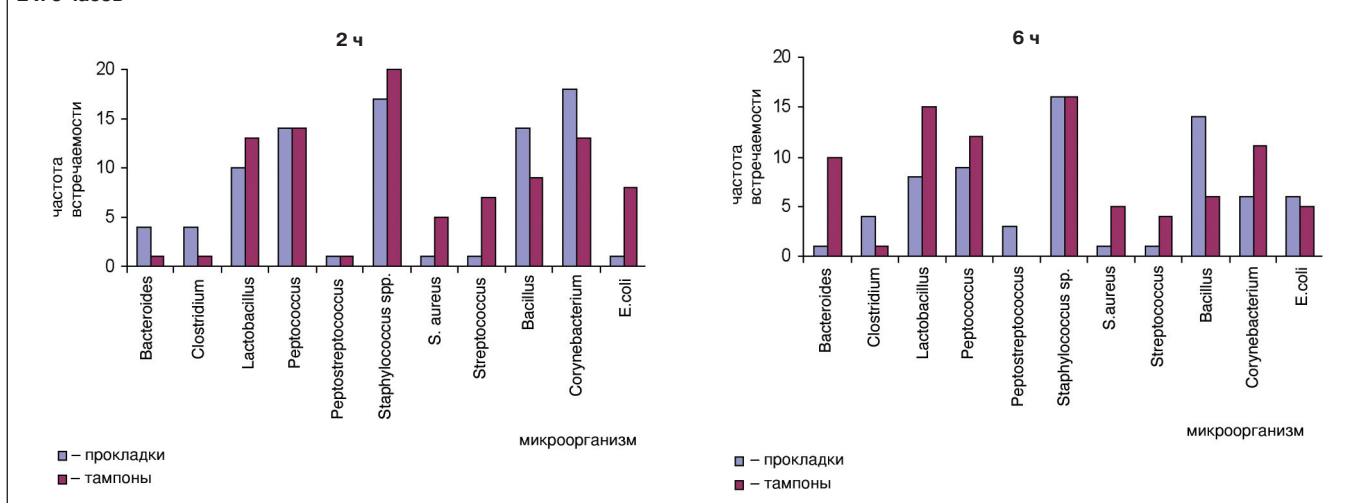 2 ч
20
15
10
5
0
частота
встречаемости
Bacteroides
Clostridium
Lactobacillus
Peptococcus
Peptostreptococcus
Staphylococcus spp.
S. aureus
Streptococcus
Bacillus
Corynebacterium
E.coli
микроорганизм
– прокладки
– тампоны
6 ч
20
15
10
5
0
частота
встречаемости
Bacteroides
Clostridium
Lactobacillus
Peptococcus
Peptostreptococcus
Staphylococcus sp.
S.aureus
Streptococcus
Bacillus
Corynebacterium
E.coli
микроорганизм
– прокладки
– тампоны